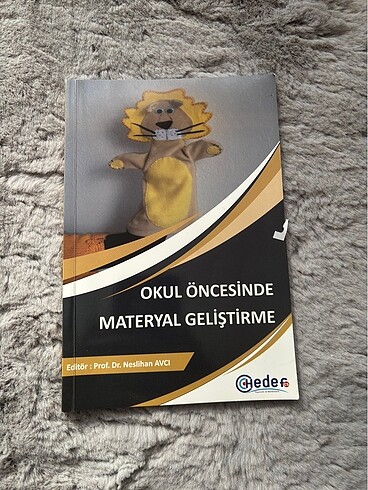 OKUL ÖNCESİNDE
MATERYAL GELİŞTİRME
Editör : Prof. Dr. Neslihan AVCI
Hedef